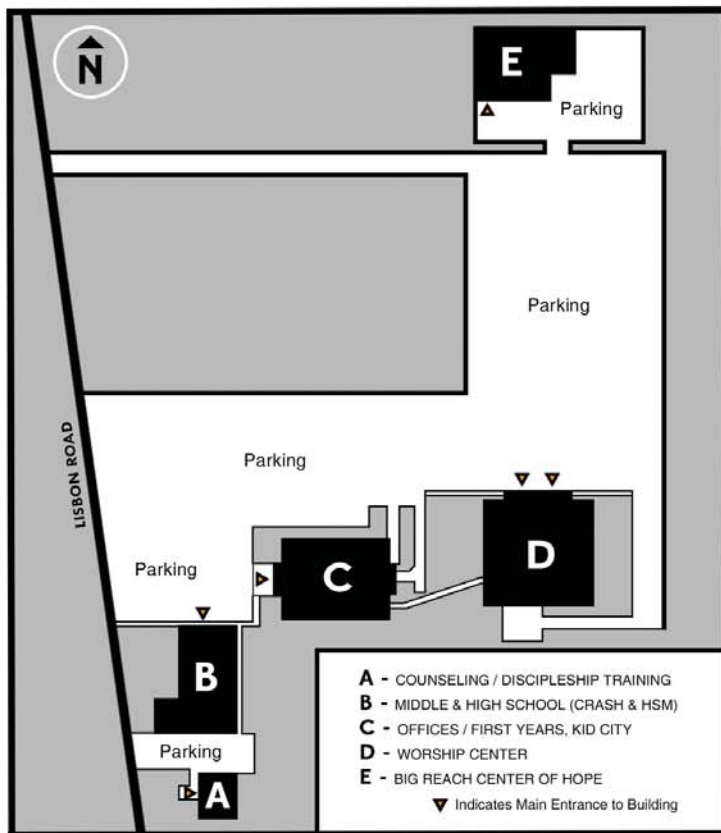 N
E
Parking
Parking
LISBON ROAD
Parking
Parking
C
D
B
Parking
A
A - COUNSELING / DISCIPLESHIP TRAINING
B - MIDDLE & HIGH SCHOOL (CRASH & HSM)
C - OFFICES / FIRST YEARS, KID CITY
D - WORSHIP CENTER
E - BIG REACH CENTER OF HOPE
Indicates Main Entrance to Building